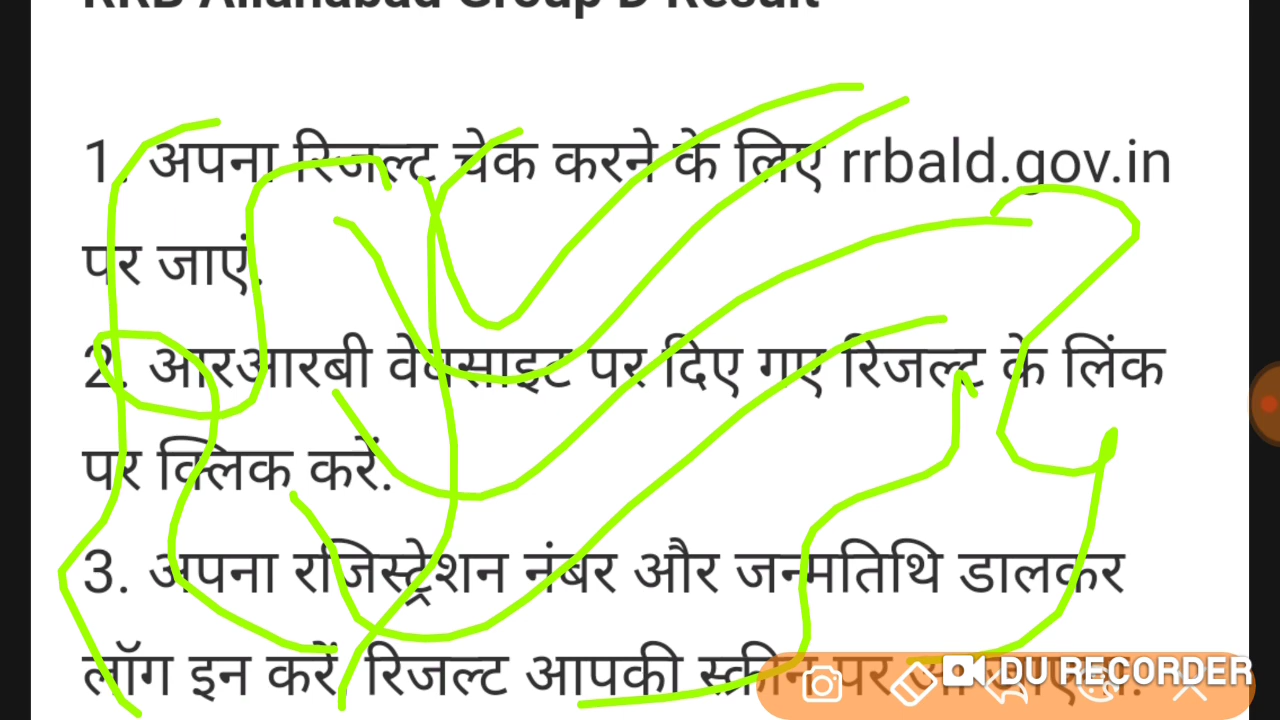 RRB Allahabad Group D Result
1. अपना रिजल्ट चेक करने के लिए rrbald.gov.in
पर जाएं.
2. आरआरबी वेबसाइट पर दिए गए रिजल्ट के लिंक
पर क्लिक करें.
3. अपना रजिस्ट्रेशन नंबर और जन्मतिथि डालकर
लॉग इन करें, रिजल्ट आपकी स्क्रीन पर
DU RECORDER